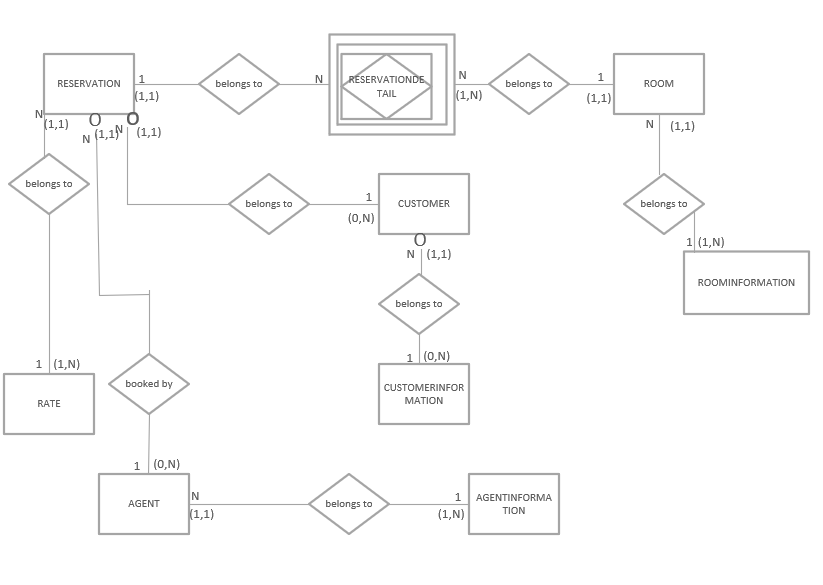 RESERVATION
1
(1,1)
belongs to
N
RESERVATIONDE
TAIL
N
(1,N)
belongs to
1
(1,1)
ROOM
N
(1,1)
O
N
(1,1)
O
N
(1,1)
N
(1,1)
belongs to
belongs to
1
(0,N)
CUSTOMER
belongs to
1
(1,N)
ROOMINFORMATION
O
N
(1,1)
belongs to
1
(0,N)
CUSTOMERINFOR
MATION
1
(1,N)
RATE
booked by
1
(0,N)
AGENT
N
(1,1)
belongs to
1
(1,N)
AGENTINFORMA
TION